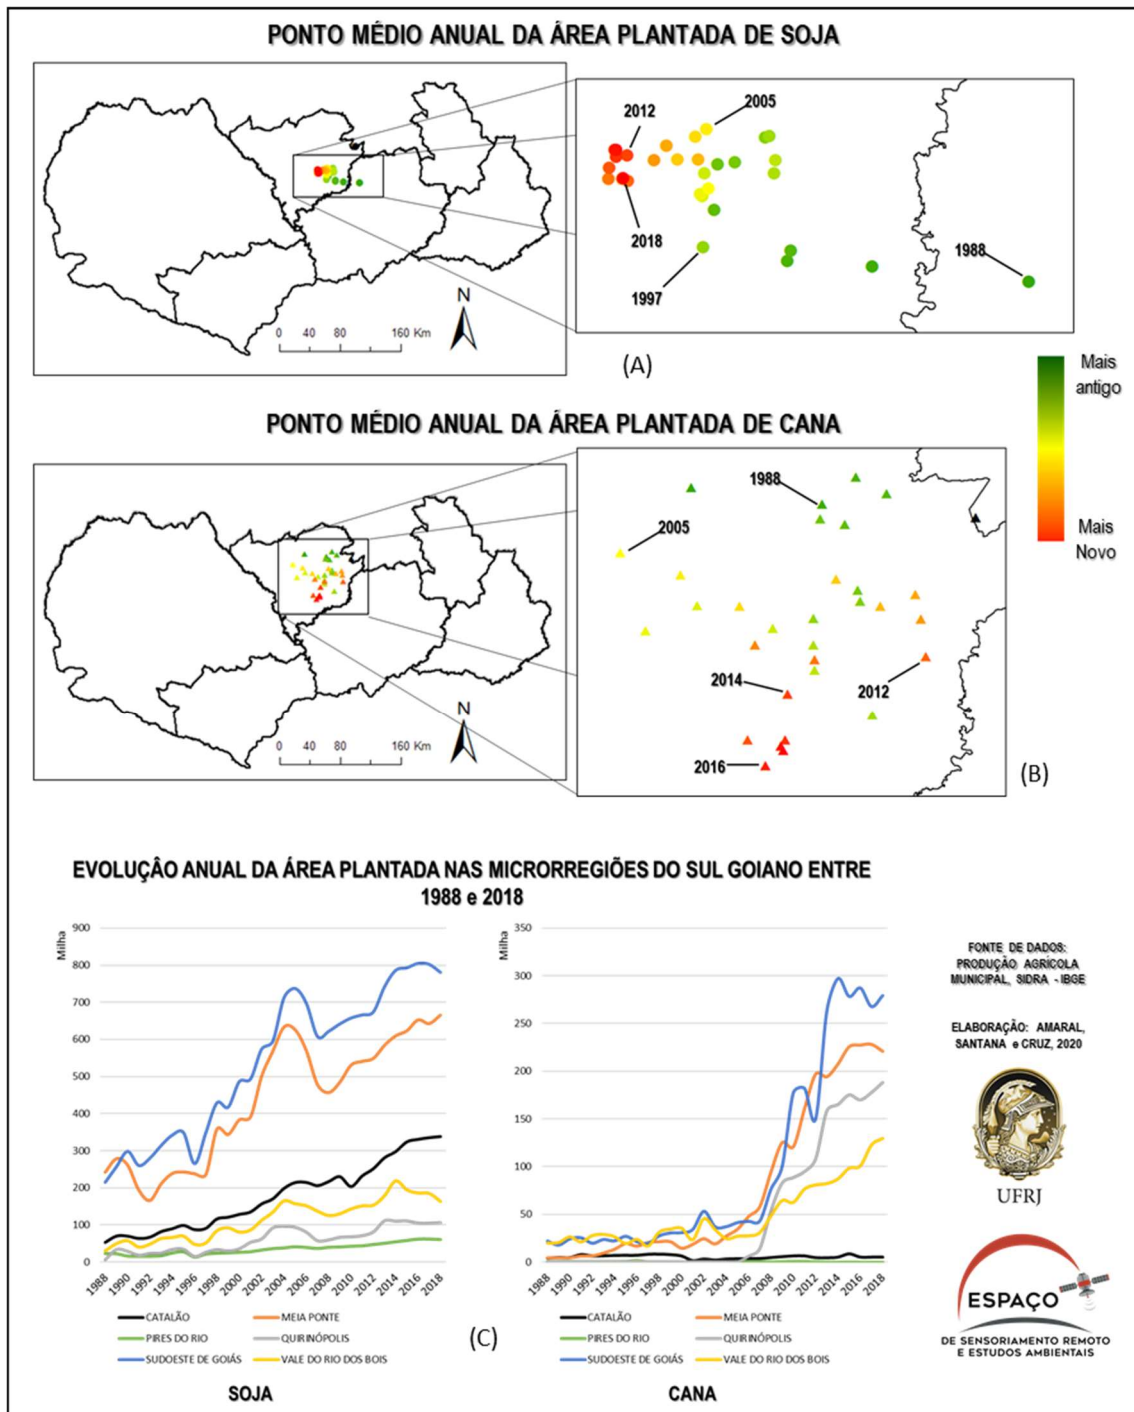 PONTO MÉDIO ANUAL DA ÁREA PLANTADA DE SOJA
2012
2005
2018
1997
1988
N
0 40 80 160 Km
(A)
Mais
antigo
Mais
Novo
PONTO MÉDIO ANUAL DA ÁREA PLANTADA DE CANA
1988
2005
2014
2012
2016
N
0 40 80 160 Km
(B)
EVOLUÇÂO ANUAL DA ÁREA PLANTADA NAS MICRORREGIÕES DO SUL GOIANO ENTRE
1988 e 2018
Milha
900
800
700
600
500
400
300
200
100
0
1988 1990 1992 1994 1996 1998 2000 2002 2004 2006 2008 2010 2012 2014 2016 2018
CATALÃO MEIA PONTE
PIRES DO RIO QUIRINÓPOLIS
SUDOESTE DE GOIÁS VALE DO RIO DOS BOIS
SOJA
(C)
Milha
350
300
250
200
150
100
50
0
1988 1990 1992 1994 1996 1998 2000 2002 2004 2006 2008 2010 2012 2014 2016 2018
CATALÃO MEIA PONTE
PIRES DO RIO QUIRINÓPOLIS
SUDOESTE DE GOIÁS VALE DO RIO DOS BOIS
CANA
FONTE DE DADOS:
PRODUÇÃO AGRÍCOLA
MUNICIPAL, SIDRA - IBGE
ELABORAÇÃO: AMARAL,
SANTANA e CRUZ, 2020
UFRJ
ESPAÇO
DE SENSORIAMENTO REMOTO
E ESTUDOS AMBIENTAIS